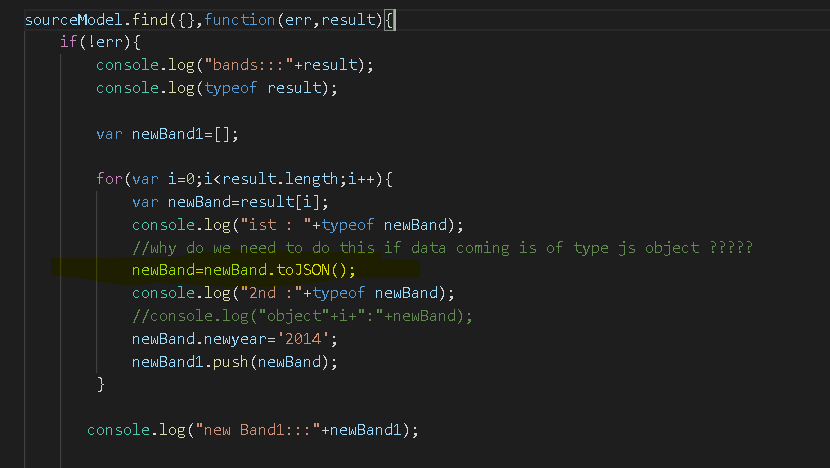 sourceModel.find({},function(err,result){
if(!err){
console.log("bands:::"+result);
console.log(typeof result);
var newBand1=[];
for(var i=0;i<result.length;i++){
var newBand=result[i];
console.log("ist : "+typeof newBand);
//why do we need to do this if data coming is of type js object ?????
newBand=newBand.toJSON();
console.log("2nd :"+typeof newBand);
//console.log("object"+i+":"+newBand);
newBand.newyear='2014';
newBand1.push(newBand);
}
console.log("new Band1:::"+newBand1);